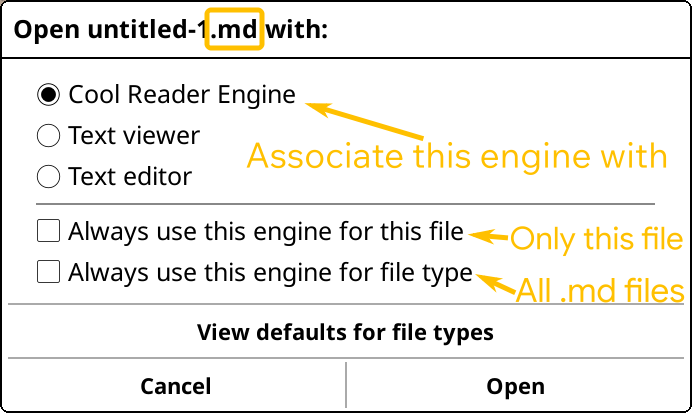 Open untitled-1.md with:
Cool Reader Engine
Text viewer
Associate this engine with
Text editor
Always use this engine for this file
Only this file
Always use this engine for file type
All .md files
View defaults for file types
Cancel
Open